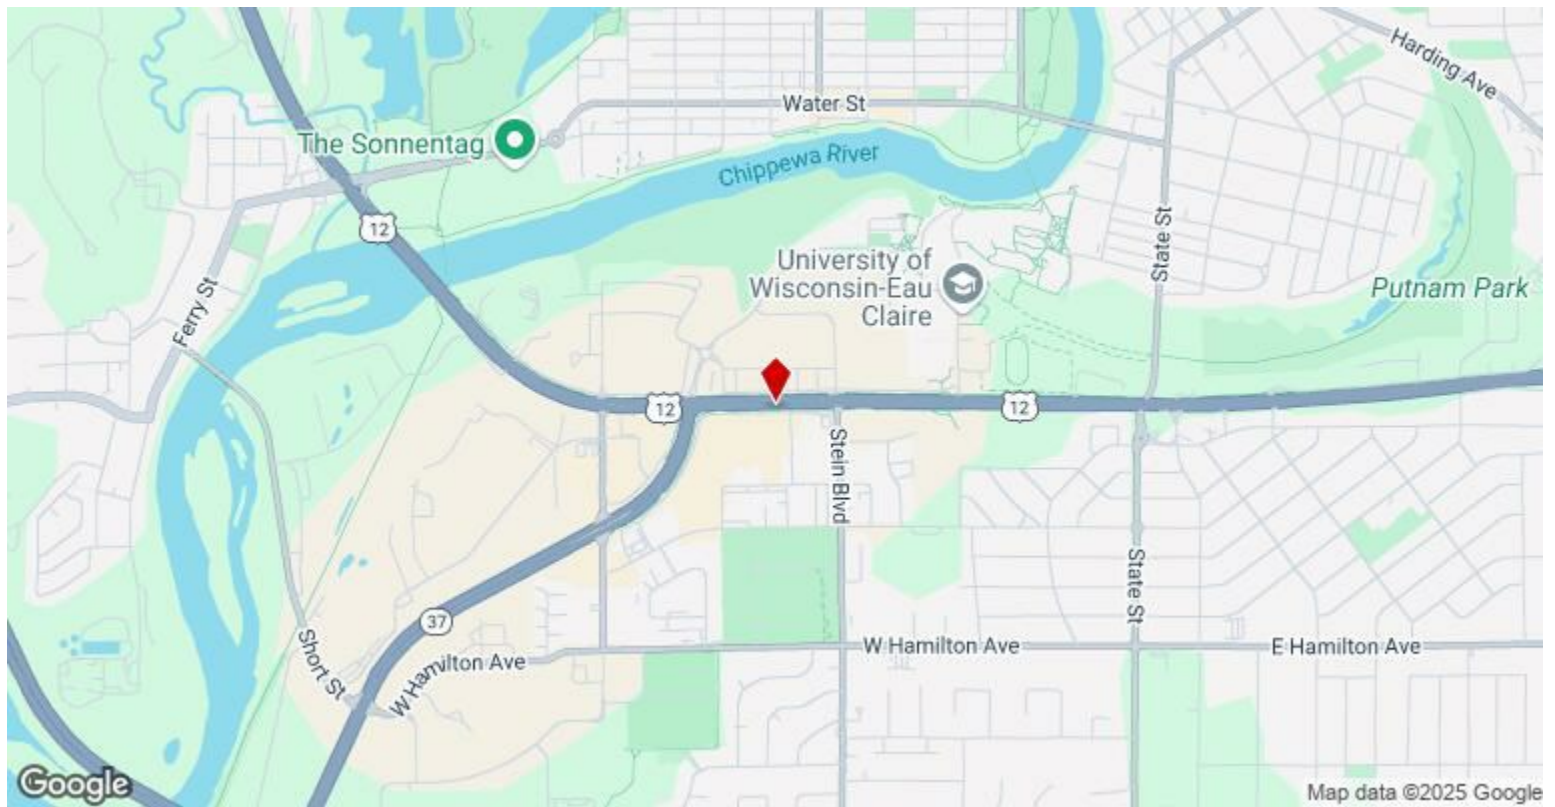 Harding Ave
Water St
The Sonnentag
Chippewa River
12
State St
University of
Wisconsin-Eau
Claire
Putnam Park
Ferry St
12
12
Stein Blvd
State St
37
Short St
W Hamilton Ave
W Hamilton Ave
E Hamilton Ave
Google
Map data ©2025 Google